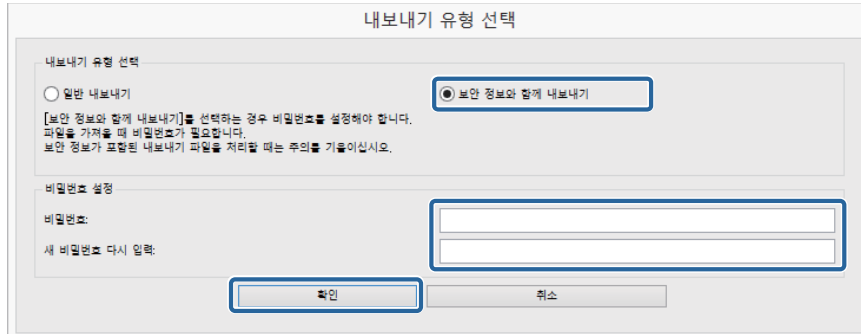 내보내기 유형 선택
내보내기 유형 선택
일반 내보내기
보안 정보와 함께 내보내기
[보안 정보와 함께 내보내기]를 선택하는 경우 비밀번호를 설정해야 합니다.
파일을 가져올 때 비밀번호가 필요합니다.
보안 정보가 포함된 내보내기 파일을 처리할 때는 주의를 기울이십시오.
비밀번호 설정
비밀번호:
새 비밀번호 다시 입력:
확인
취소